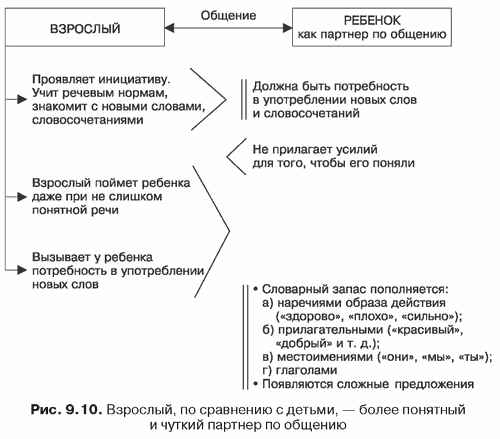 Общение
ВЗРОСЛЫЙ
РЕБЕНОК
как партнер по общению
Проявляет инициативу.
Учит речевым нормам,
знакомит с новыми словами,
словосочетаниями
Должна быть потребность
в употреблении новых слов
и словосочетаний
Не прилагает усилий
для того, чтобы его поняли
Взрослый поймет ребенка
даже при не слишком
понятной речи
Вызывает у ребенка
потребность в употреблении
новых слов
• Словарный запас пополняется:
а) наречиями образа действия
(«здорово», «плохо», «сильно»);
б) прилагательными («красивый»,
«добрый» и т. д.);
в) местоимениями («они», «мы», «ты»);
г) глаголами
• Появляются сложные предложения
Рис. 9.10. Взрослый, по сравнению с детьми, — более понятный
и чуткий партнер по общению